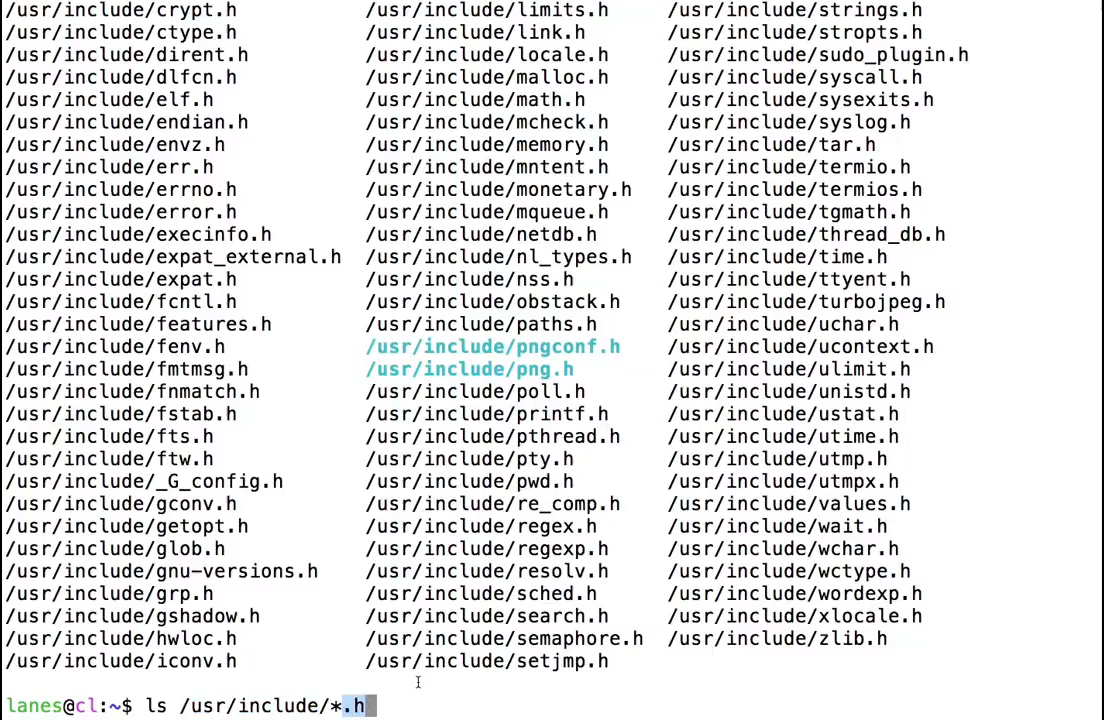 /usr/include/crypt.h /usr/include/limits.h /usr/include/strings.h
/usr/include/ctype.h /usr/include/link.h /usr/include/stropts.h
/usr/include/dirent.h /usr/include/locale.h /usr/include/sudo_plugin.h
/usr/include/dlfcn.h /usr/include/malloc.h /usr/include/syscall.h
/usr/include/elf.h /usr/include/math.h /usr/include/sysexits.h
/usr/include/endian.h /usr/include/mcheck.h /usr/include/syslog.h
/usr/include/envz.h /usr/include/memory.h /usr/include/tar.h
/usr/include/err.h /usr/include/mntent.h /usr/include/termio.h
/usr/include/errno.h /usr/include/monetary.h /usr/include/termios.h
/usr/include/error.h /usr/include/mqueue.h /usr/include/tgmath.h
/usr/include/execinfo.h /usr/include/netdb.h /usr/include/thread_db.h
/usr/include/expat_external.h /usr/include/nl_types.h /usr/include/time.h
/usr/include/expat.h /usr/include/nss.h /usr/include/ttyent.h
/usr/include/fcntl.h /usr/include/obstack.h /usr/include/turbojpeg.h
/usr/include/features.h /usr/include/paths.h /usr/include/uchar.h
/usr/include/fenv.h /usr/include/pngconf.h /usr/include/ucontext.h
/usr/include/fmtmsg.h /usr/include/png.h /usr/include/ulimit.h
/usr/include/fnmatch.h /usr/include/poll.h /usr/include/unistd.h
/usr/include/fstab.h /usr/include/printf.h /usr/include/ustat.h
/usr/include/fts.h /usr/include/pthread.h /usr/include/utime.h
/usr/include/ftw.h /usr/include/pty.h /usr/include/utmp.h
/usr/include/_G_config.h /usr/include/pwd.h /usr/include/utmpx.h
/usr/include/gconv.h /usr/include/re_comp.h /usr/include/values.h
/usr/include/getopt.h /usr/include/regex.h /usr/include/wait.h
/usr/include/glob.h /usr/include/regexp.h /usr/include/wchar.h
/usr/include/gnu-versions.h /usr/include/resolv.h /usr/include/wctype.h
/usr/include/grp.h /usr/include/sched.h /usr/include/wordexp.h
/usr/include/gshadow.h /usr/include/search.h /usr/include/xlocale.h
/usr/include/hwloc.h /usr/include/semaphore.h /usr/include/zlib.h
/usr/include/iconv.h /usr/include/setjmp.h
lanes@cl:~$ ls /usr/include/*.h